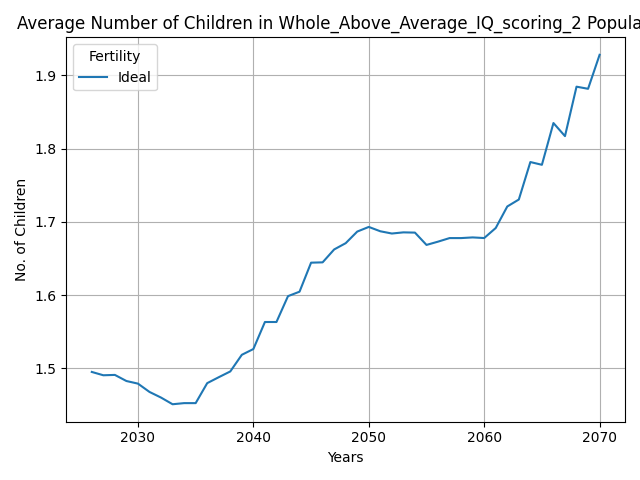 Average Number of Children in Whole_Above_Average_IQ_scoring_2 Popula
Fertility
Ideal
1.9
1.8
1.7
1.6
1.5
No. of Children
2030 2040 2050 2060 2070
Years